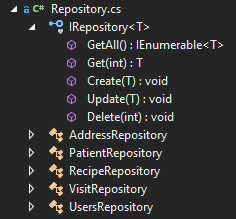 C# Repository.cs
IRepository<T>
GetAll() : IEnumerable<T>
Get(int) : T
Create(T) : void
Update(T) : void
Delete(int) : void
AddressRepository
PatientRepository
RecipeRepository
VisitRepository
UsersRepository